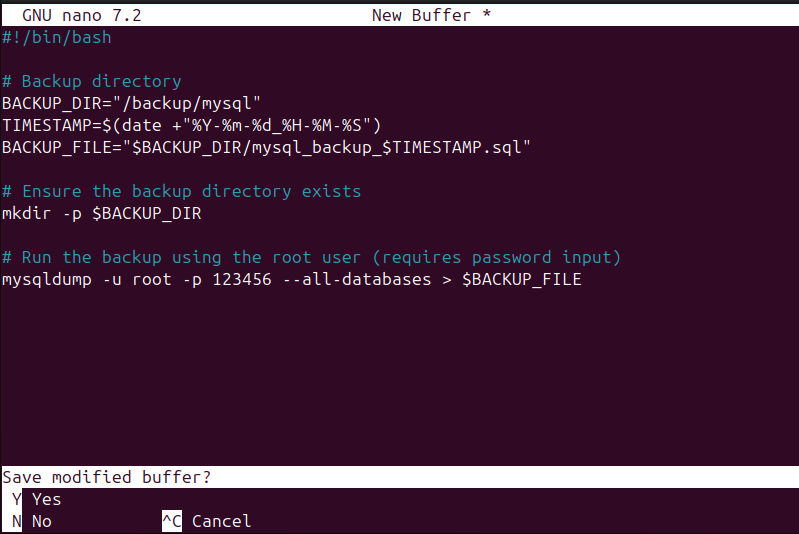 GNU nano 7.2 New Buffer *
#!/bin/bash
# Backup directory
BACKUP_DIR="/backup/mysql"
TIMESTAMP=$(date +"%Y-%m-%d_%H-%M-%S")
BACKUP_FILE="$BACKUP_DIR/mysql_backup_$TIMESTAMP.sql"
# Ensure the backup directory exists
mkdir -p $BACKUP_DIR
# Run the backup using the root user (requires password input)
mysqldump -u root -p 123456 --all-databases > $BACKUP_FILE
Save modified buffer?
Y Yes
N No ^C Cancel